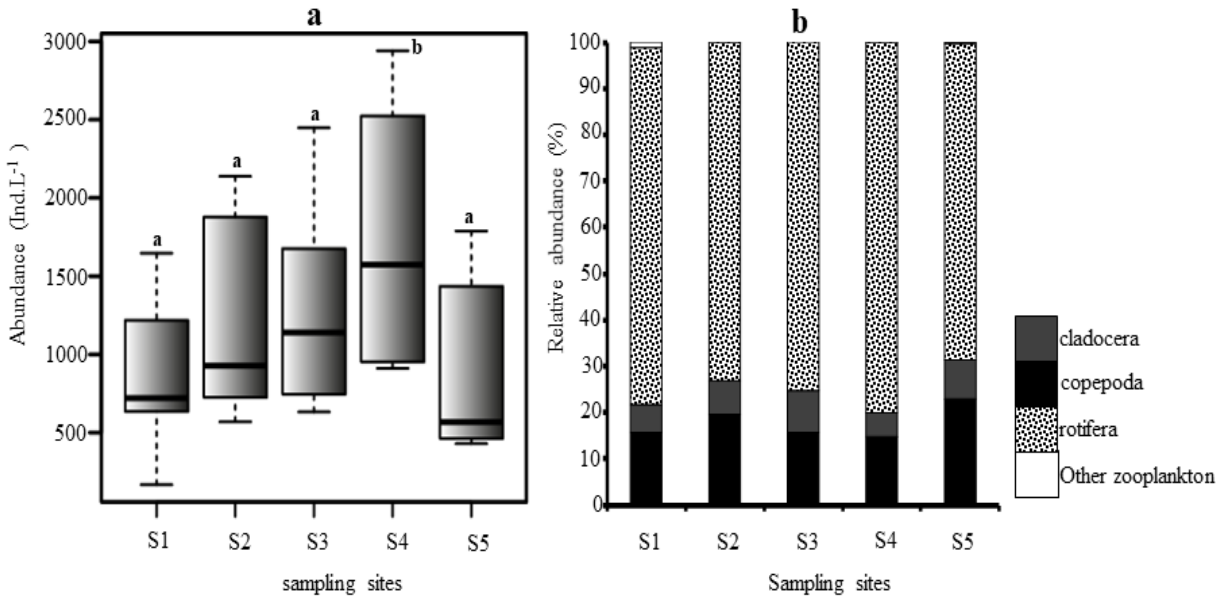 a
3000
2500
2000
1500
1000
500
Abundance (Ind.L-1)
a
a
a
b
a
S1 S2 S3 S4 S5
sampling sites
b
100
90
80
70
60
50
40
30
20
10
0
Relative abundance (%)
S1 S2 S3 S4 S5
Sampling sites
cladocera
copepoda
rotifera
Other zooplankton